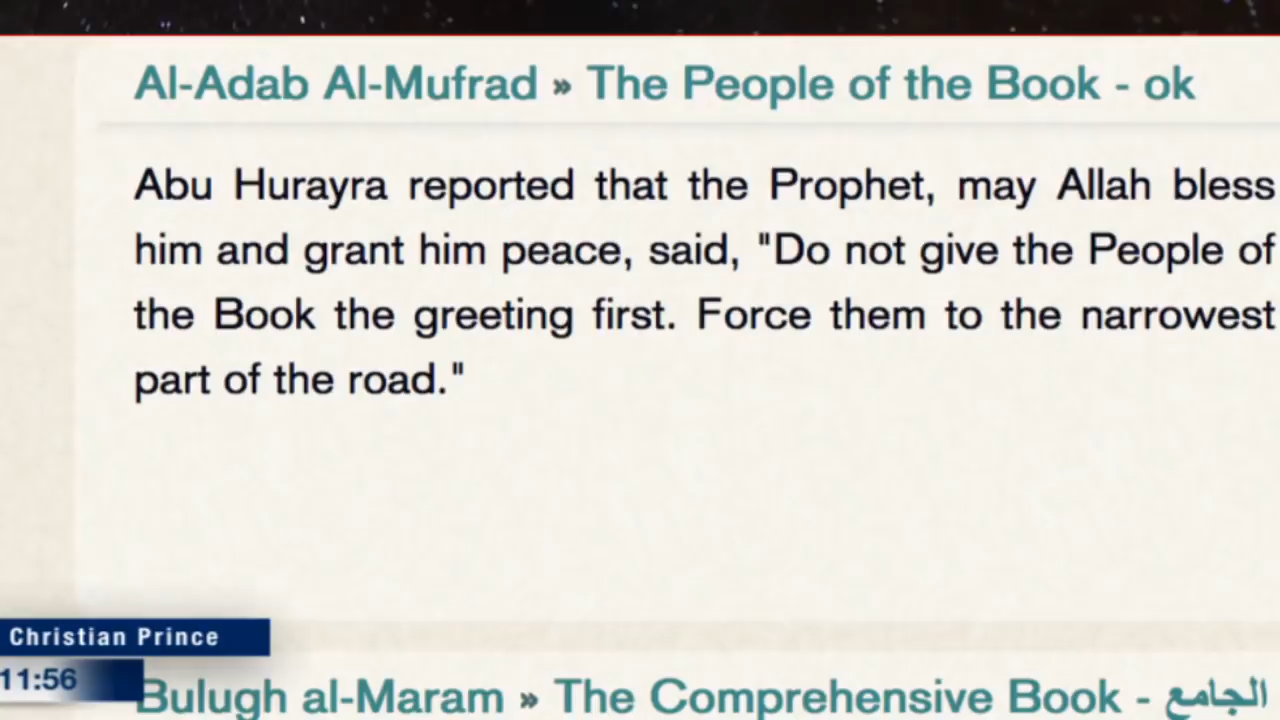 Al-Adab Al-Mufrad » The People of the Book - ok
Abu Hurayra reported that the Prophet, may Allah bless
him and grant him peace, said, "Do not give the People of
the Book the greeting first. Force them to the narrowest
part of the road."
Christian Prince
11:56
Bulugh al-Maram » The Comprehensive Book - الجامع